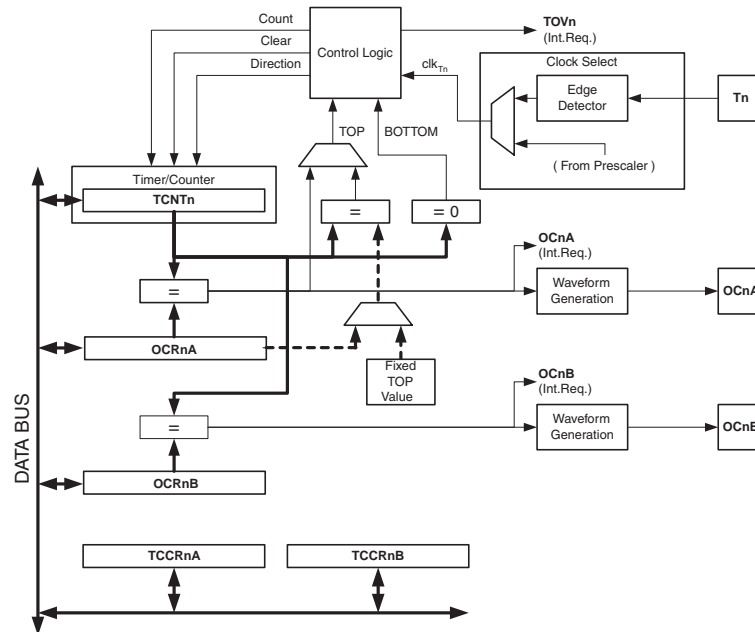 Count
Clear
Direction
Control Logic
TOVn
(Int.Req.)
clkTn
Clock Select
Edge
Detector
Tn
( From Prescaler )
TOP
BOTTOM
Timer/Counter
TCNTn
=
= 0
OCnA
(Int.Req.)
=
Waveform
Generation
OCnA
OCRnA
Fixed
TOP
Value
OCnB
(Int.Req.)
=
Waveform
Generation
OCnB
OCRnB
DATA BUS
TCCRnA
TCCRnB